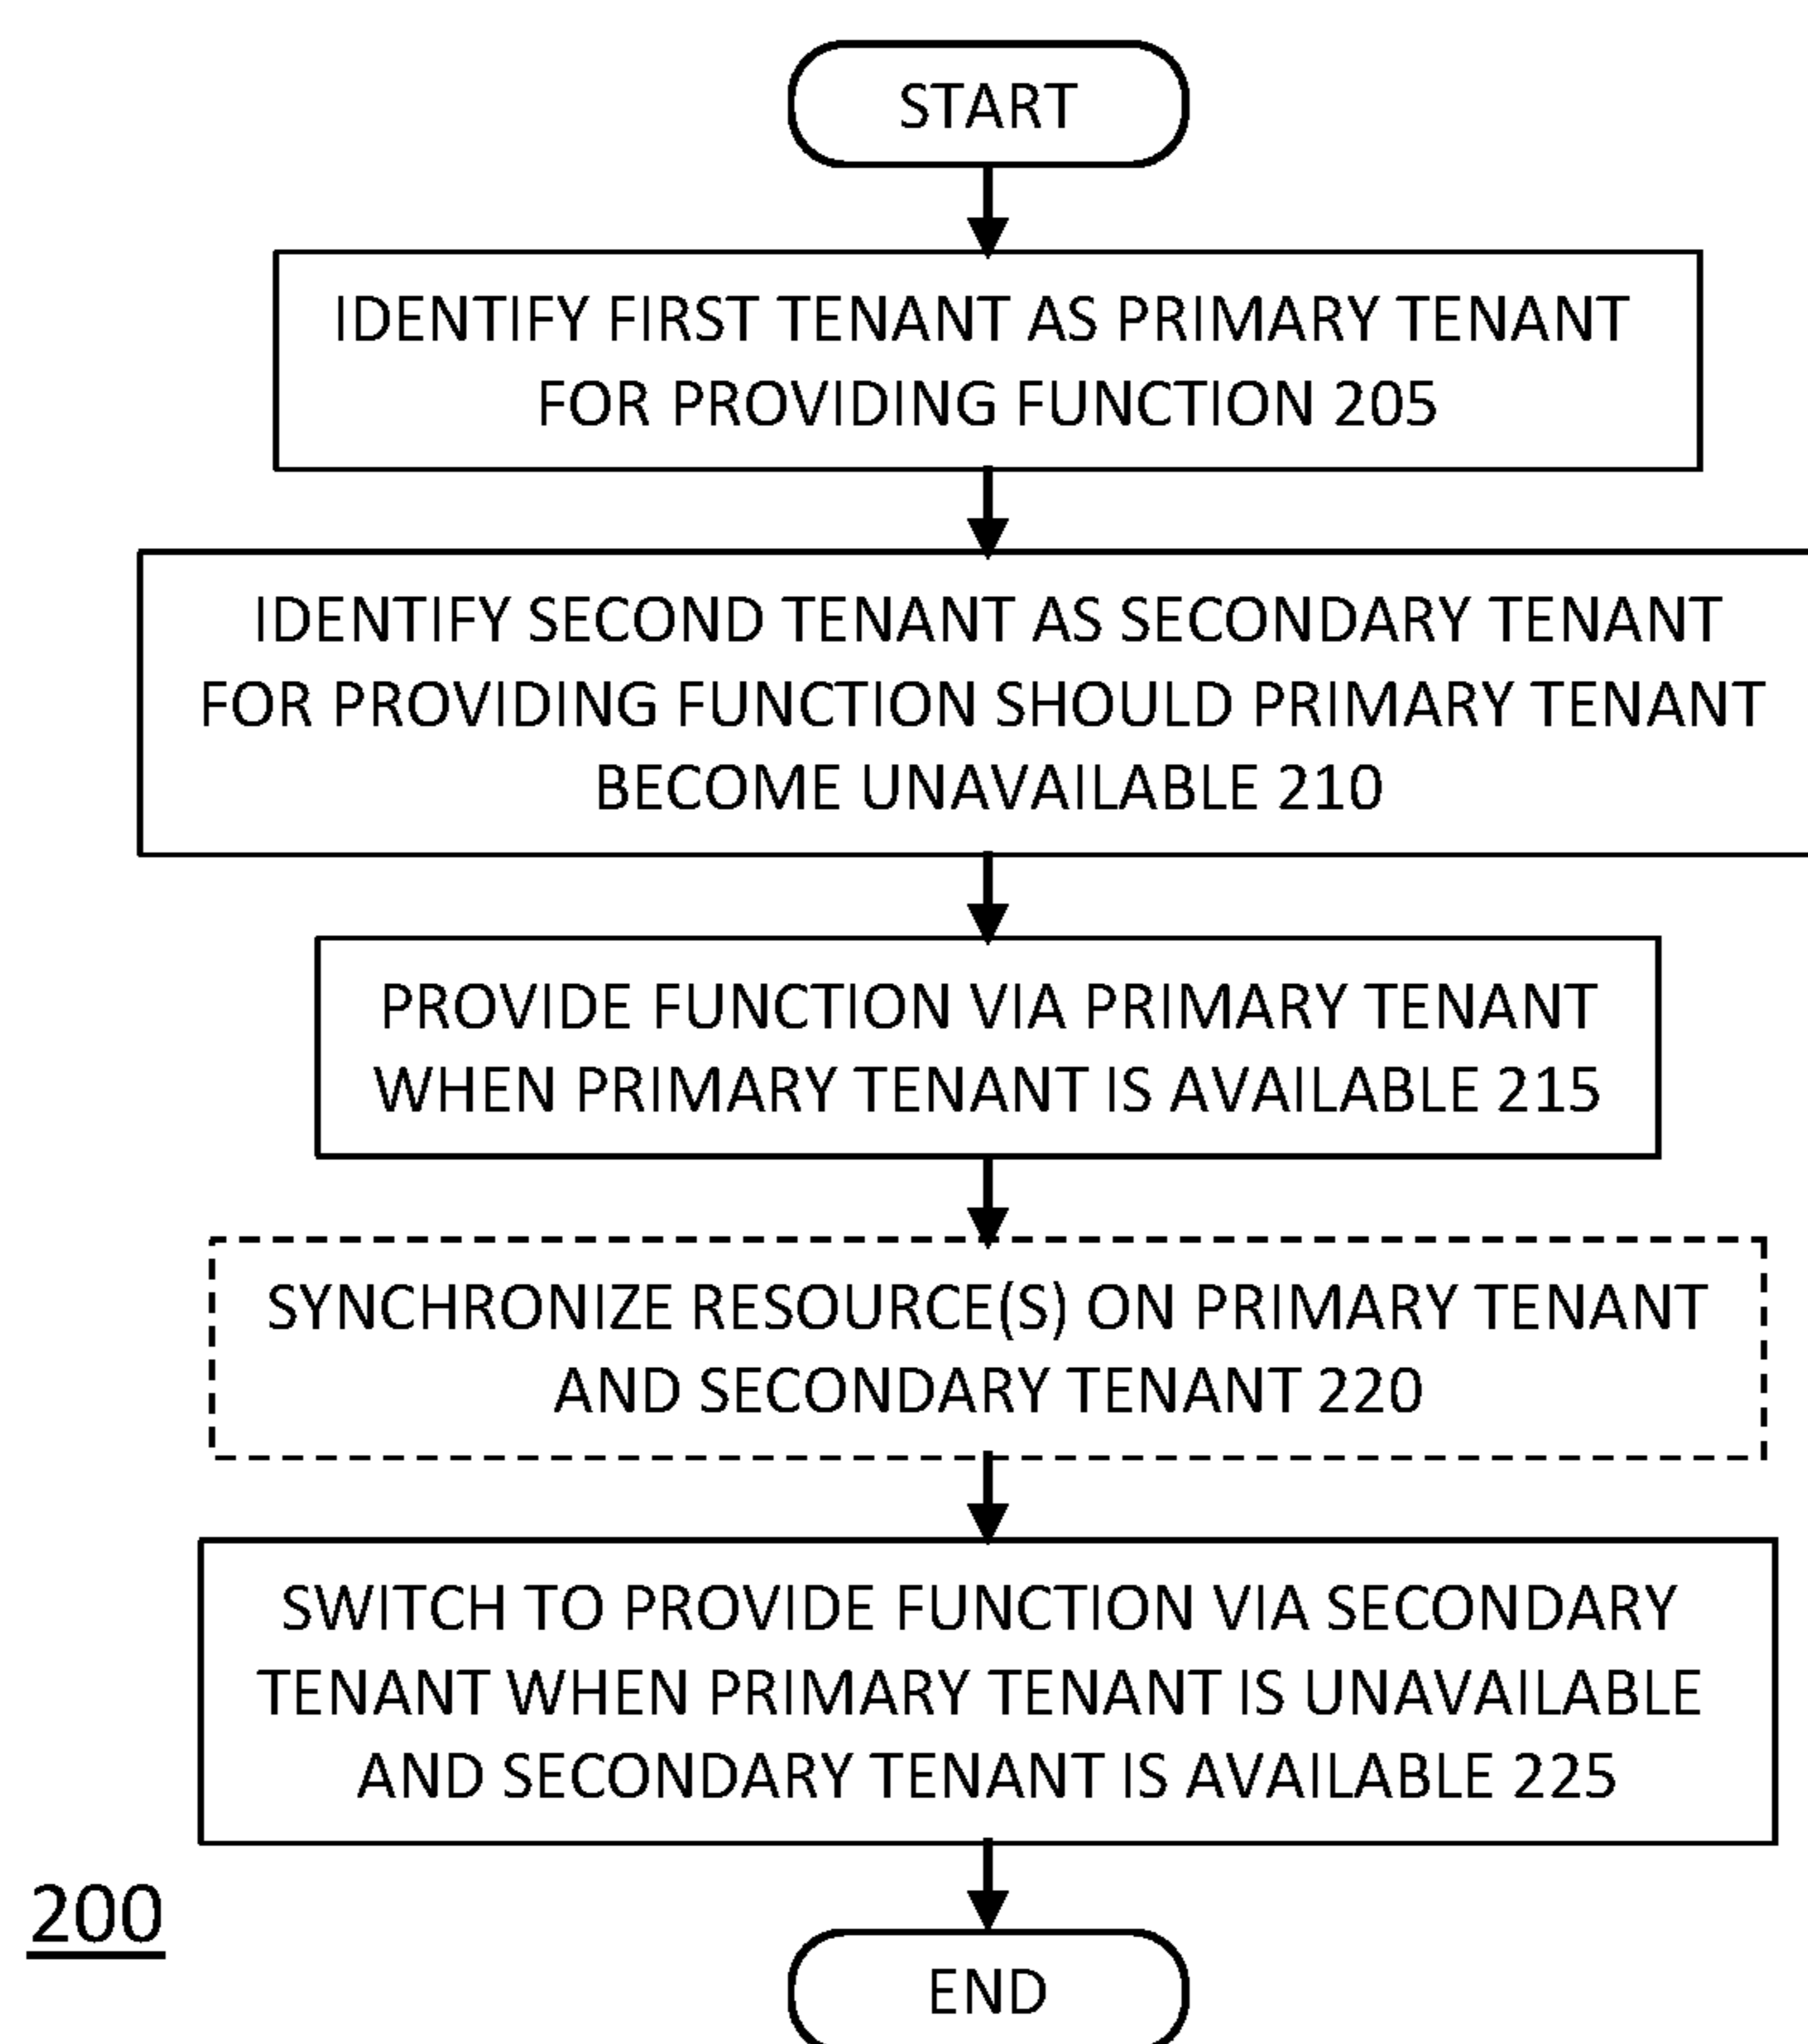 START
IDENTIFY FIRST TENANT AS PRIMARY TENANT
FOR PROVIDING FUNCTION 205
IDENTIFY SECOND TENANT AS SECONDARY TENANT
FOR PROVIDING FUNCTION SHOULD PRIMARY TENANT
BECOME UNAVAILABLE 210
PROVIDE FUNCTION VIA PRIMARY TENANT
WHEN PRIMARY TENANT IS AVAILABLE 215
SYNCHRONIZE RESOURCE(S) ON PRIMARY TENANT
AND SECONDARY TENANT 220
SWITCH TO PROVIDE FUNCTION VIA SECONDARY
TENANT WHEN PRIMARY TENANT IS UNAVAILABLE
AND SECONDARY TENANT IS AVAILABLE 225
200
END